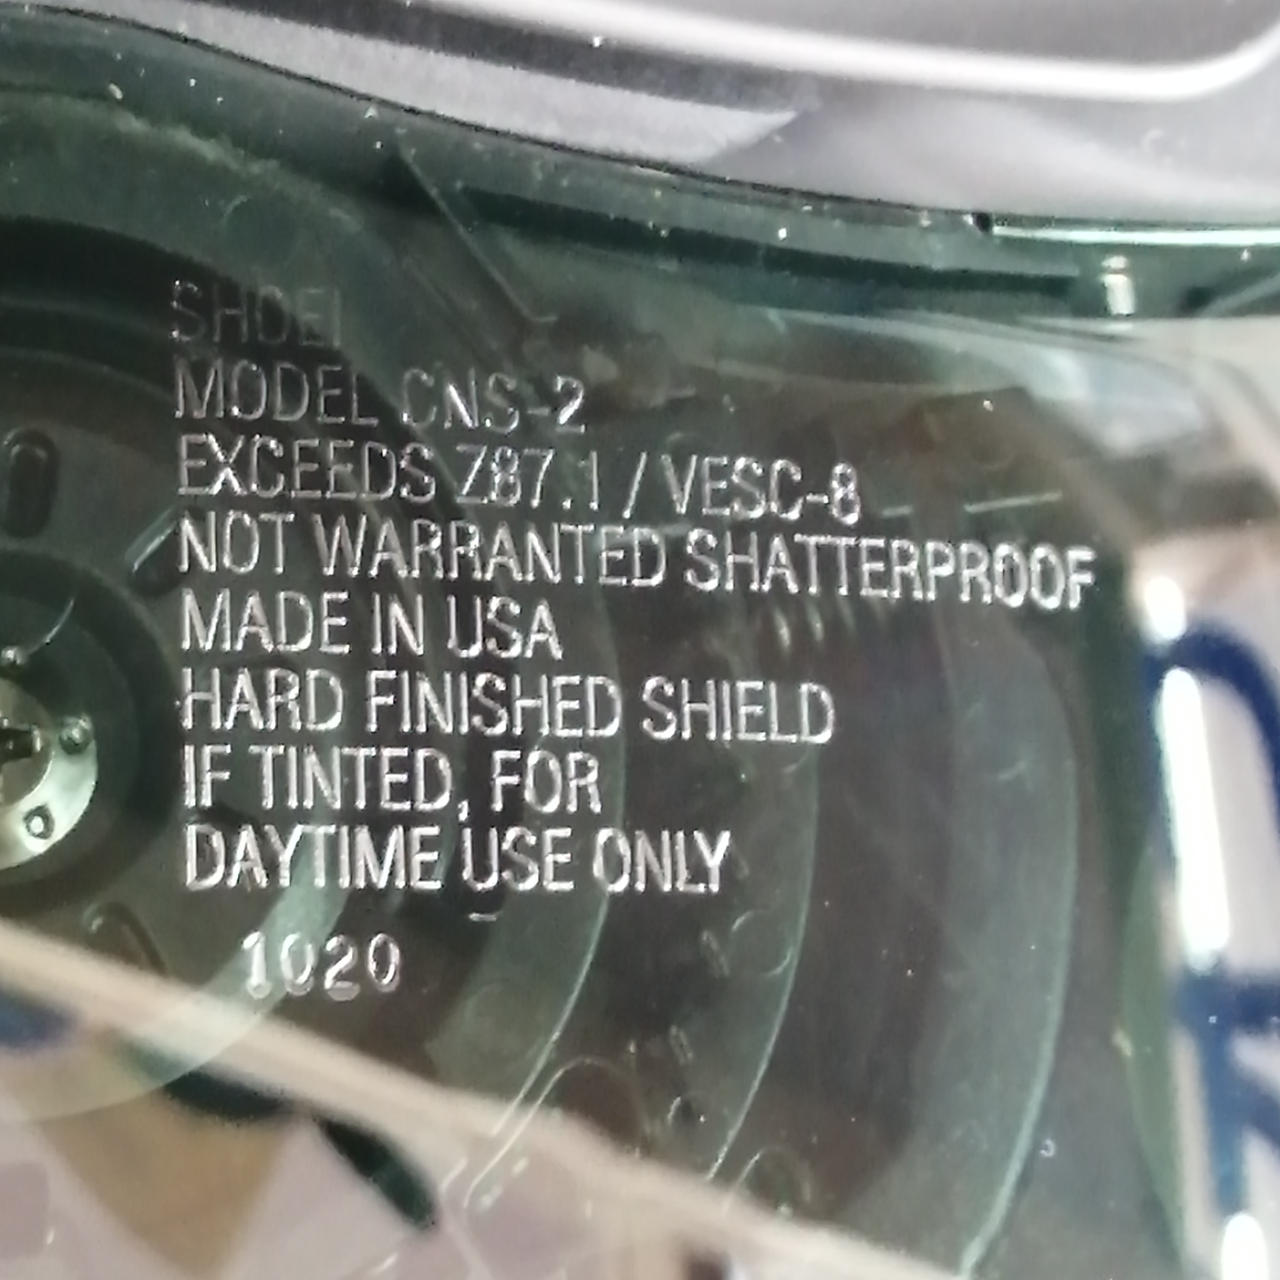 SHOEI
MODEL CNS-2
EXCEEDS Z87.1 / VESC-8
NOT WARRANTED SHATTERPROOF
MADE IN USA
HARD FINISHED SHIELD
IF TINTED, FOR
DAYTIME USE ONLY
1020